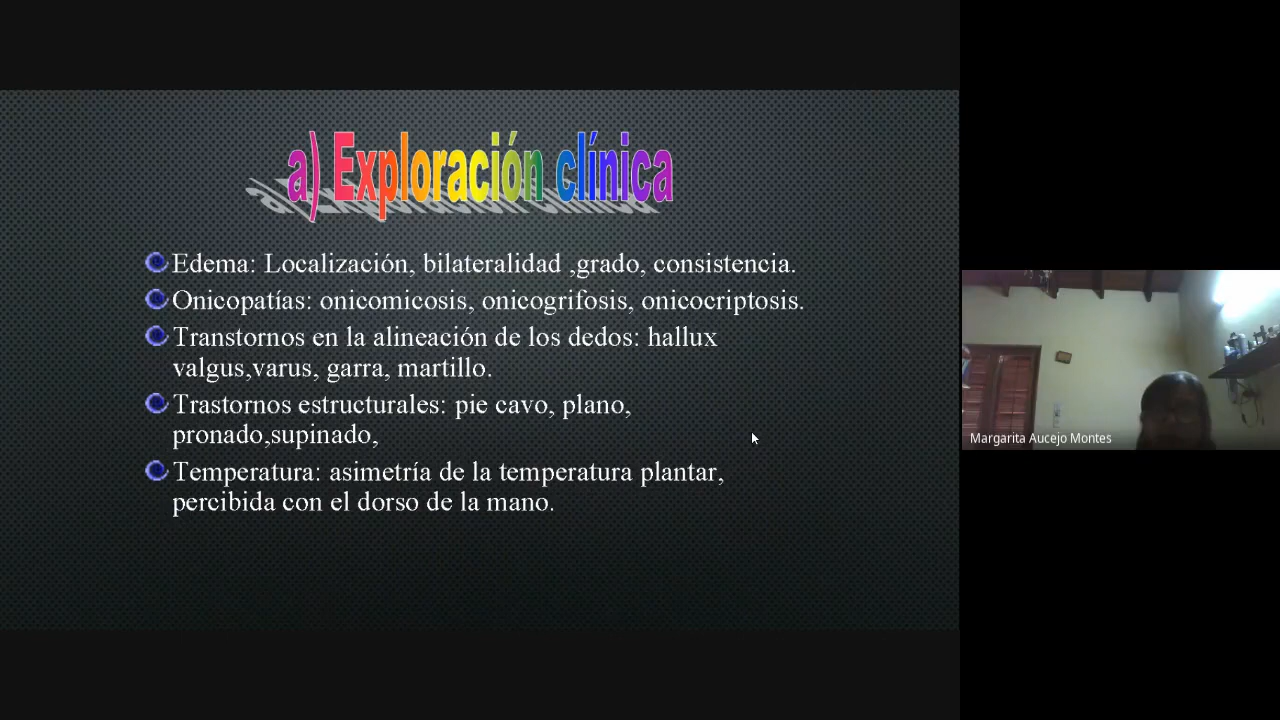 a) Exploración clínica
Edema: Localización, bilateralidad ,grado, consistencia.
Onicopatías: onicomicosis, onicogrifosis, onicocriptosis.
Transtornos en la alineación de los dedos: hallux
valgus,varus, garra, martillo.
Trastornos estructurales: pie cavo, plano,
pronado,supinado,
Temperatura: asimetría de la temperatura plantar,
percibida con el dorso de la mano.
Margarita Aucejo Montes